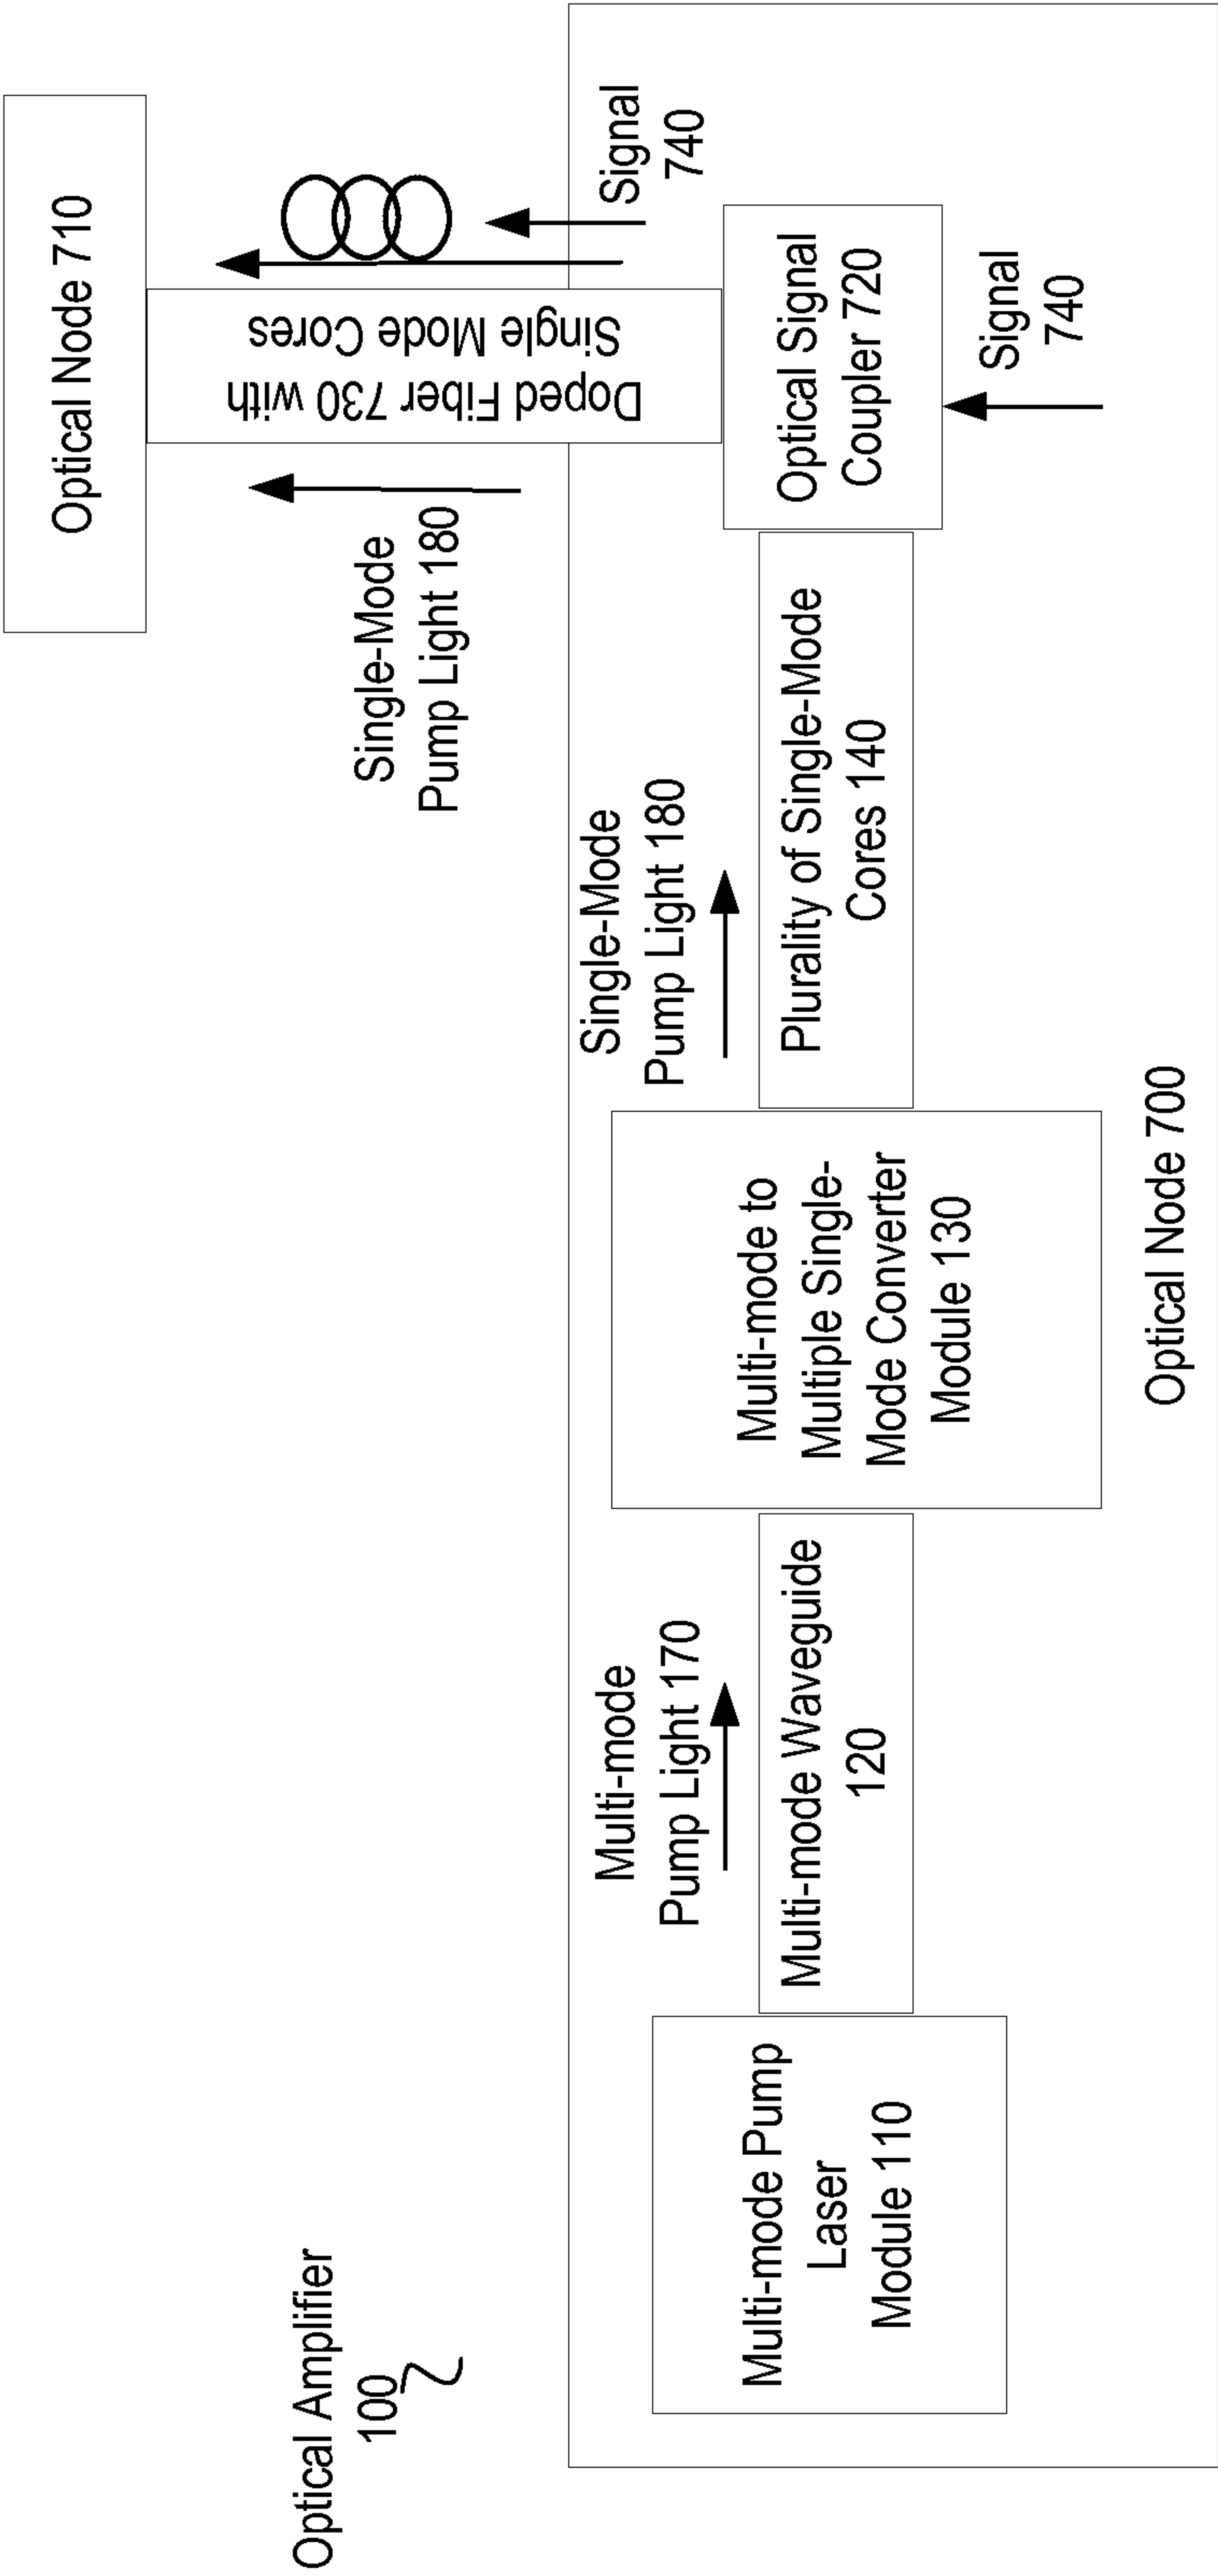 Optical Amplifier
100
Multi-mode Pump
Laser
Module 110
Multi-mode
Pump Light 170
Multi-mode Waveguide
120
Multi-mode to
Multiple Single-
Mode Converter
Module 130
Single-Mode
Pump Light 180
Plurality of Single-Mode
Cores 140
Optical Signal
Coupler 720
Signal
740
Signal
740
Doped Fiber 730 with
Single Mode Cores
Single-Mode
Pump Light 180
Optical Node 710
Optical Node 700